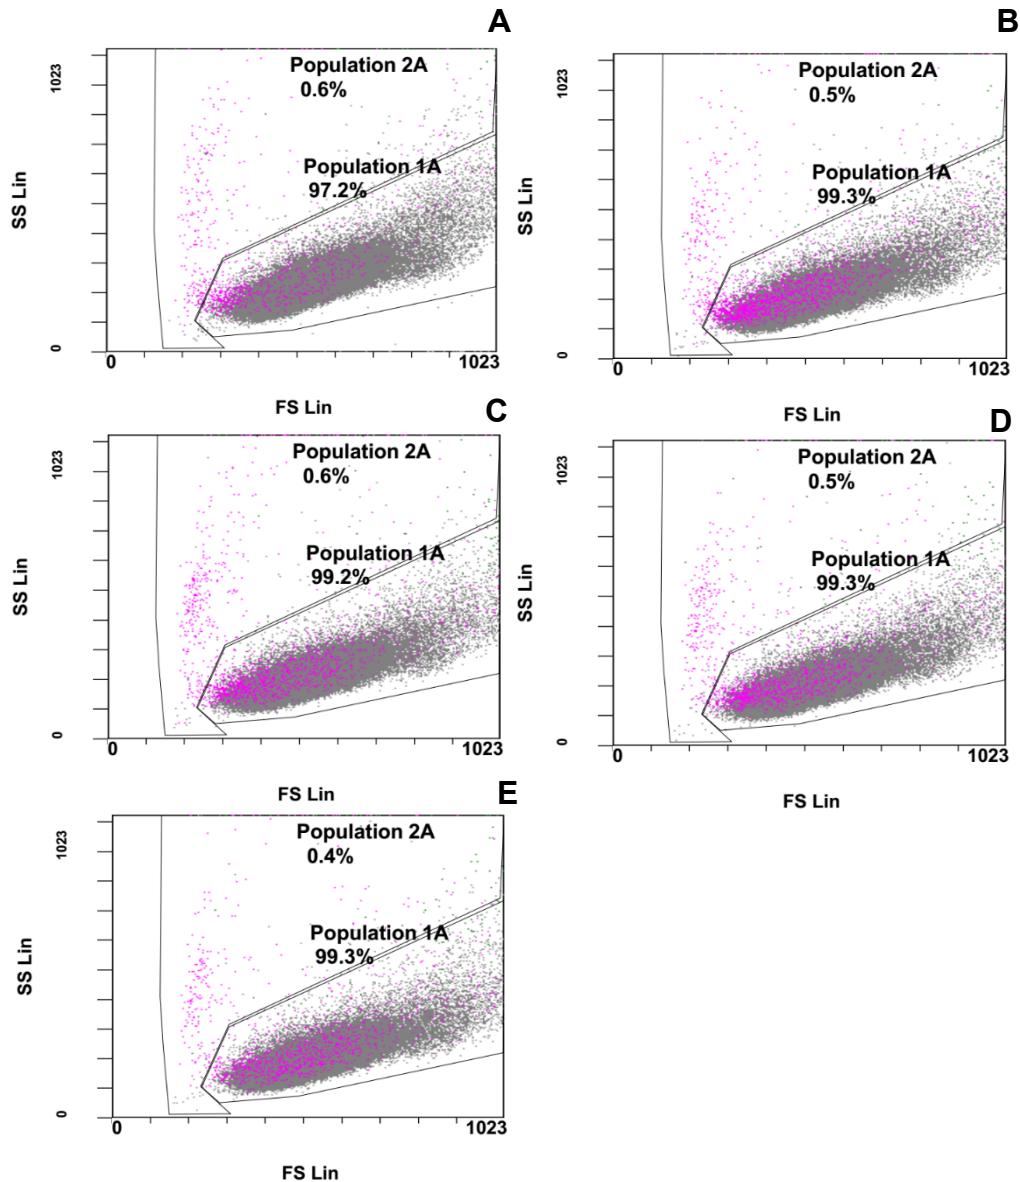 A
1023
Population 2A
0.6%
Population 1A
97.2%
SS Lin
0
0
1023
FS Lin
B
1023
Population 2A
0.5%
Population 1A
99.3%
SS Lin
0
0
1023
FS Lin
C
1023
Population 2A
0.6%
Population 1A
99.2%
SS Lin
0
0
1023
FS Lin
D
1023
Population 2A
0.5%
Population 1A
99.3%
SS Lin
0
0
1023
FS Lin
E
1023
Population 2A
0.4%
Population 1A
99.3%
SS Lin
0
0
1023
FS Lin